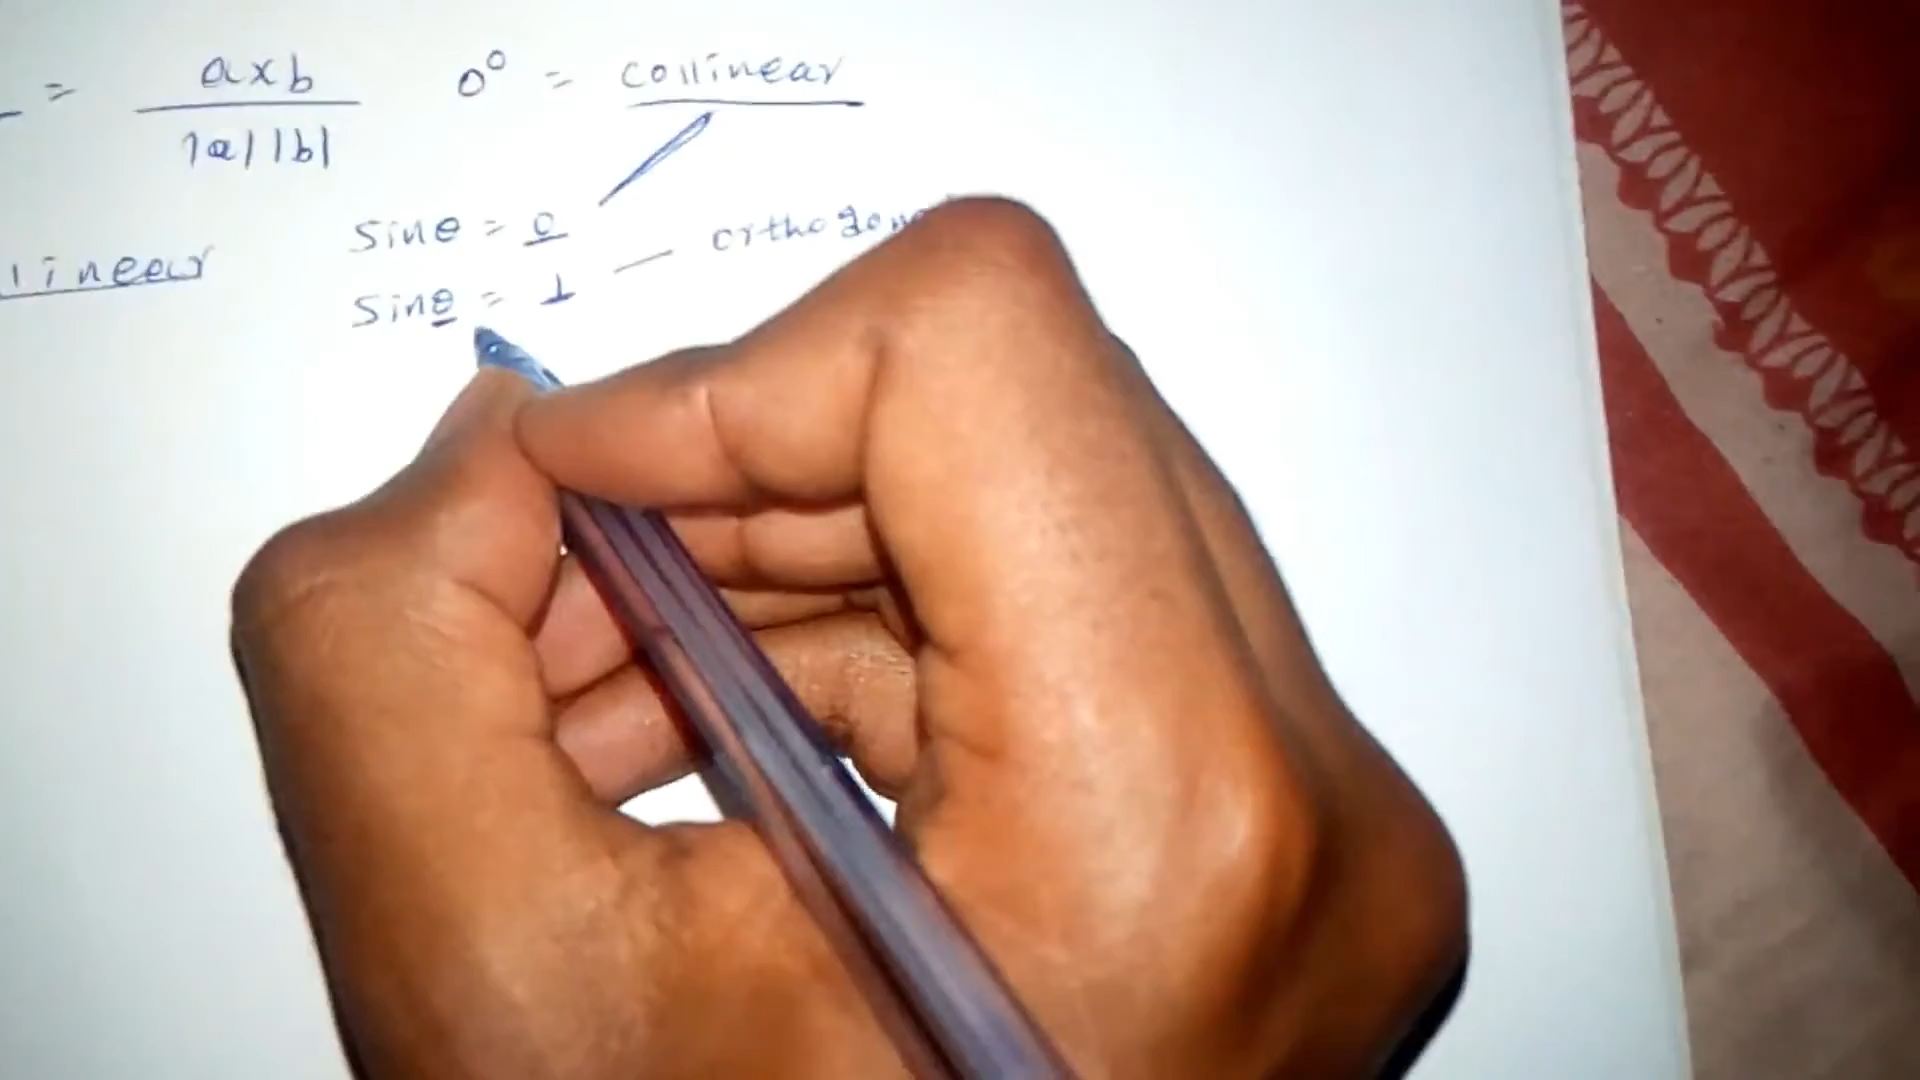 = a×b / |a||b| 0° = collinear
sinθ = 0
sinθ = 1 — orthogon
linear